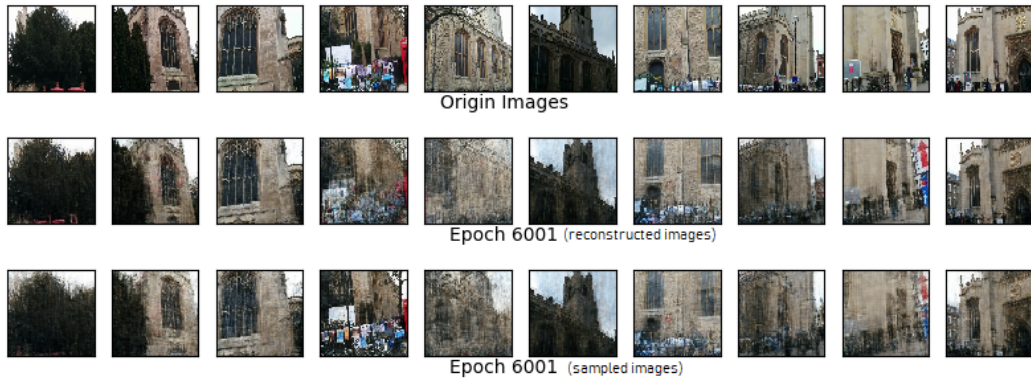 Origin Images
Epoch 6001 (reconstructed images)
Epoch 6001 (sampled images)